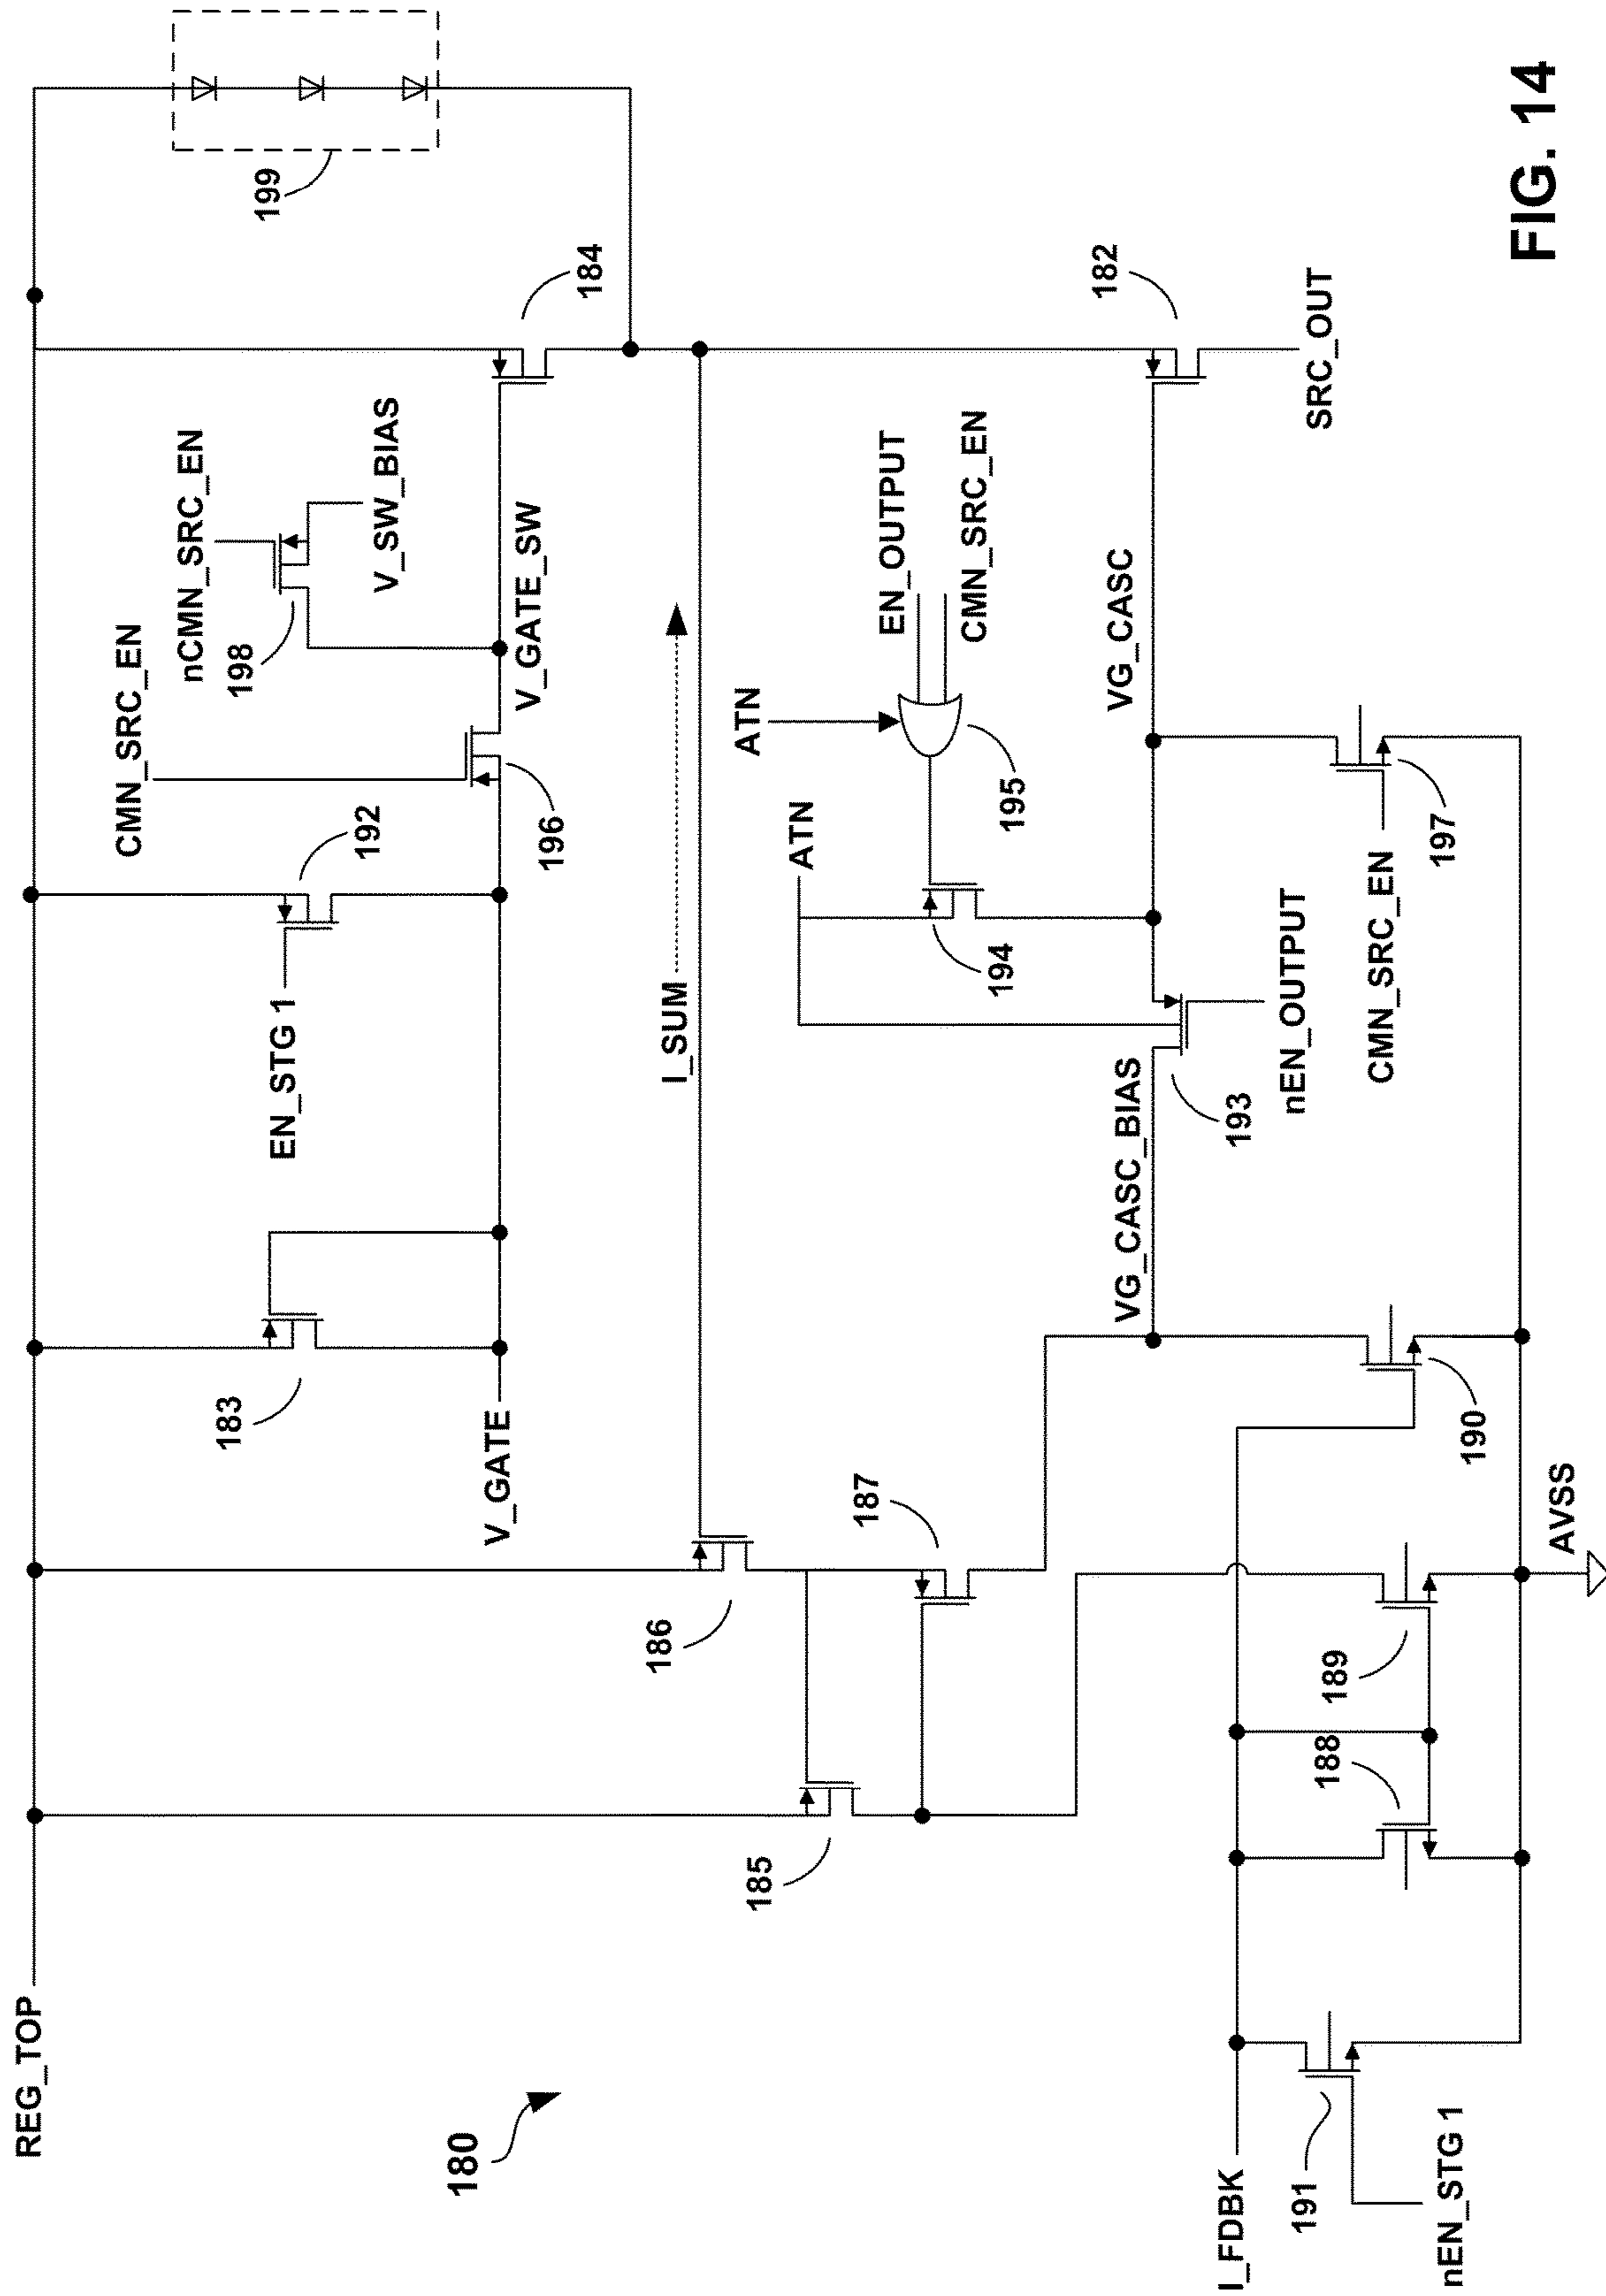 REG_TOP
180
199
183
EN_STG 1
192
CMN_SRC_EN
nCMN_SRC_EN
198
V_SW_BIAS
184
196
V_GATE_SW
V_GATE
I_SUM
186
185
187
ATN
ATN
195
194
EN_OUTPUT
CMN_SRC_EN
VG_CASC
182
SRC_OUT
VG_CASC_BIAS
193
nEN_OUTPUT
CMN_SRC_EN
197
190
189
188
AVSS
I_FDBK
191
nEN_STG 1
FIG. 14